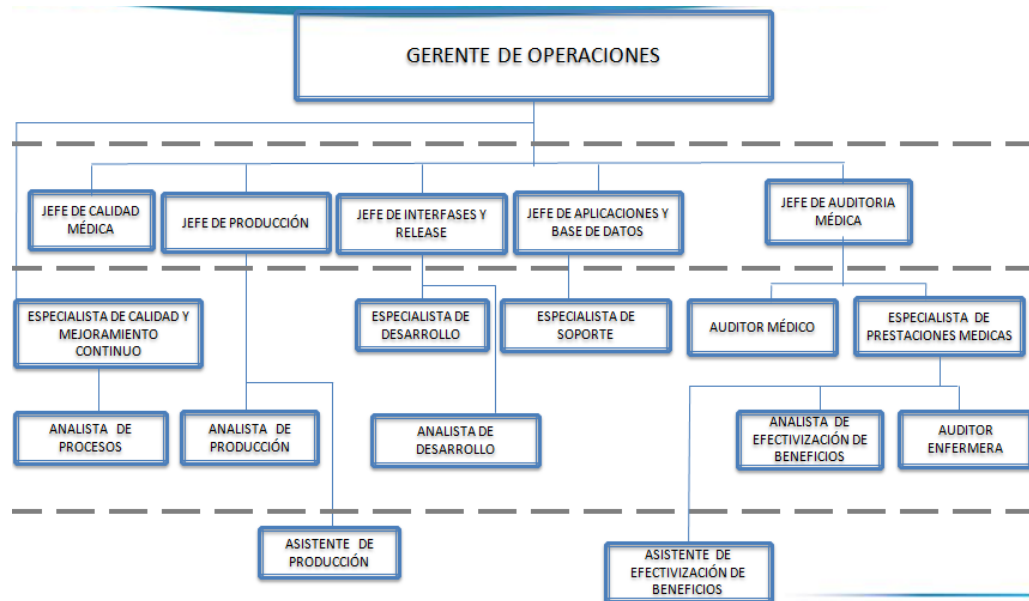 GERENTE DE OPERACIONES
JEFE DE CALIDAD
MÉDICA
JEFE DE PRODUCCIÓN
JEFE DE INTERFASES Y
RELEASE
JEFE DE APLICACIONES Y
BASE DE DATOS
JEFE DE AUDITORIA
MÉDICA
ESPECIALISTA DE CALIDAD Y
MEJORAMIENTO
CONTINUO
ESPECIALISTA DE
DESARROLLO
ESPECIALISTA DE
SOPORTE
AUDITOR MÉDICO
ESPECIALISTA DE
PRESTACIONES MEDICAS
ANALISTA DE
PROCESOS
ANALISTA DE
PRODUCCIÓN
ANALISTA DE
DESARROLLO
ANALISTA DE
EFECTIVIZACIÓN DE
BENEFICIOS
AUDITOR
ENFERMERA
ASISTENTE DE
PRODUCCIÓN
ASISTENTE DE
EFECTIVIZACIÓN DE
BENEFICIOS